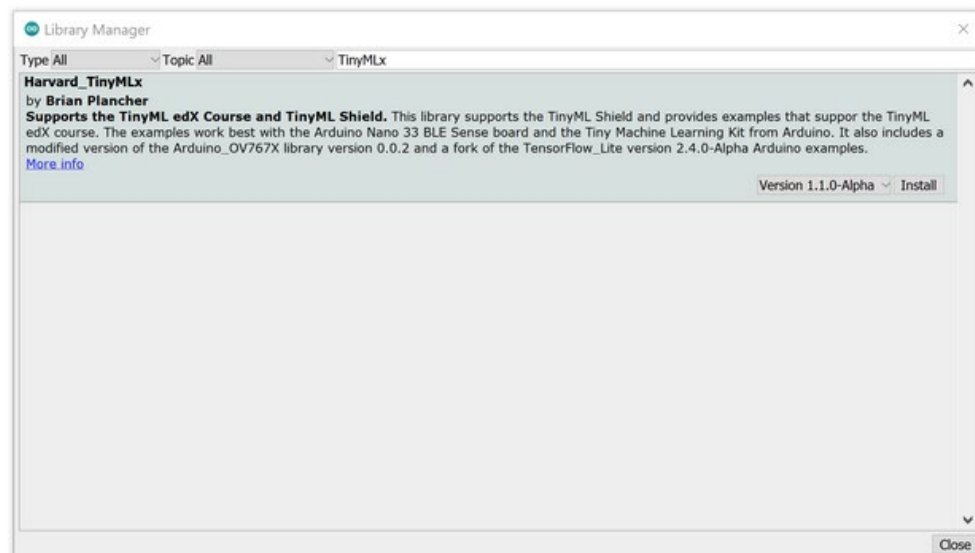 Library Manager
Type All Topic All TinyMLx
Harvard_TinyMLx
by Brian Plancher
Supports the TinyML edX Course and TinyML Shield. This library supports the TinyML Shield and provides examples that suppor the TinyML
edX course. The examples work best with the Arduino Nano 33 BLE Sense board and the Tiny Machine Learning Kit from Arduino. It also includes a
modified version of the Arduino_OV767X library version 0.0.2 and a fork of the TensorFlow_Lite version 2.4.0-Alpha Arduino examples.
More info
Version 1.1.0-Alpha Install
Close